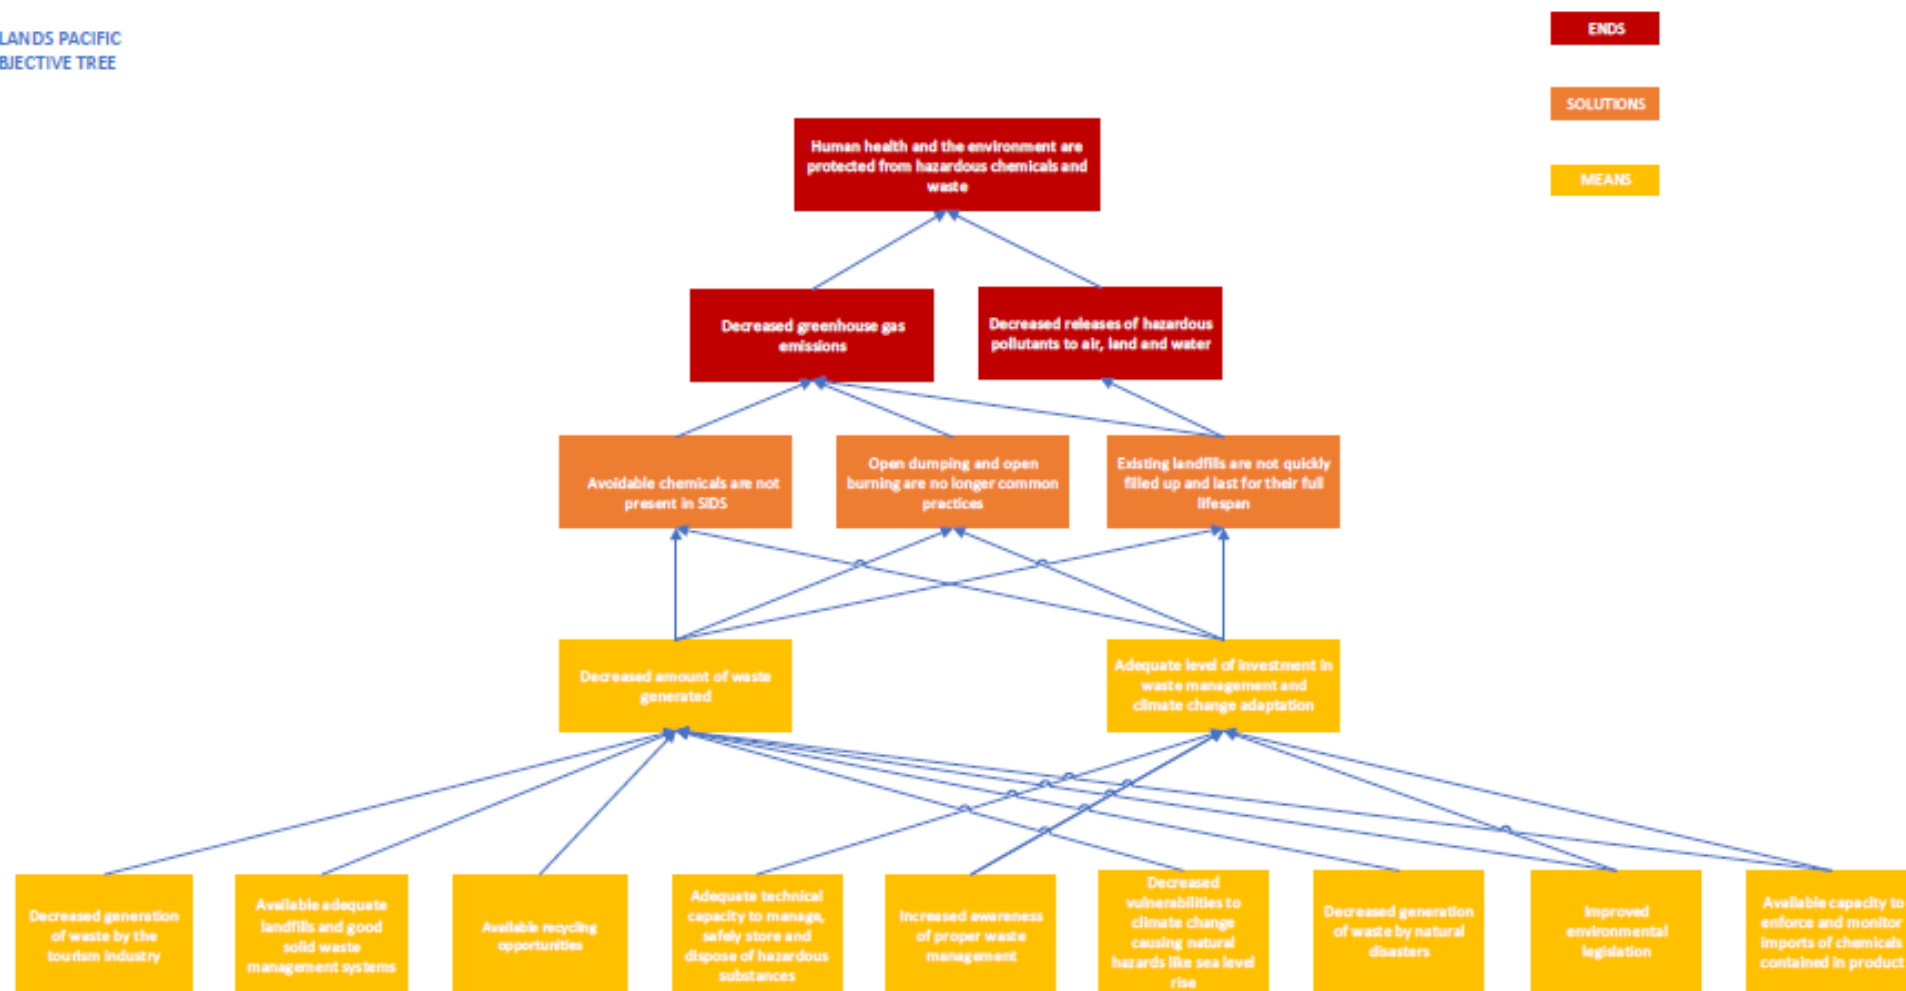 LANDS PACIFIC
BJECTIVE TREE
ENDS
SOLUTIONS
MEANS
Human health and the environment are
protected from hazardous chemicals and
waste
Decreased greenhouse gas
emissions
Decreased releases of hazardous
pollutants to air, land and water
Avoidable chemicals are not
present in SIDS
Open dumping and open
burning are no longer common
practices
Existing landfills are not quickly
filled up and last for their full
lifespan
Decreased amount of waste
generated
Adequate level of investment in
waste management and
climate change adaptation
Decreased generation
of waste by the
tourism industry
Available adequate
landfills and good
solid waste
management systems
Available recycling
opportunities
Adequate technical
capacity to manage,
safely store and
dispose of hazardous
substances
Increased awareness
of proper waste
management
Decreased
vulnerabilities to
climate change
causing natural
hazards like sea level
rise
Decreased generation
of waste by natural
disasters
Improved
environmental
legislation
Available capacity to
enforce and monitor
imports of chemicals
contained in product